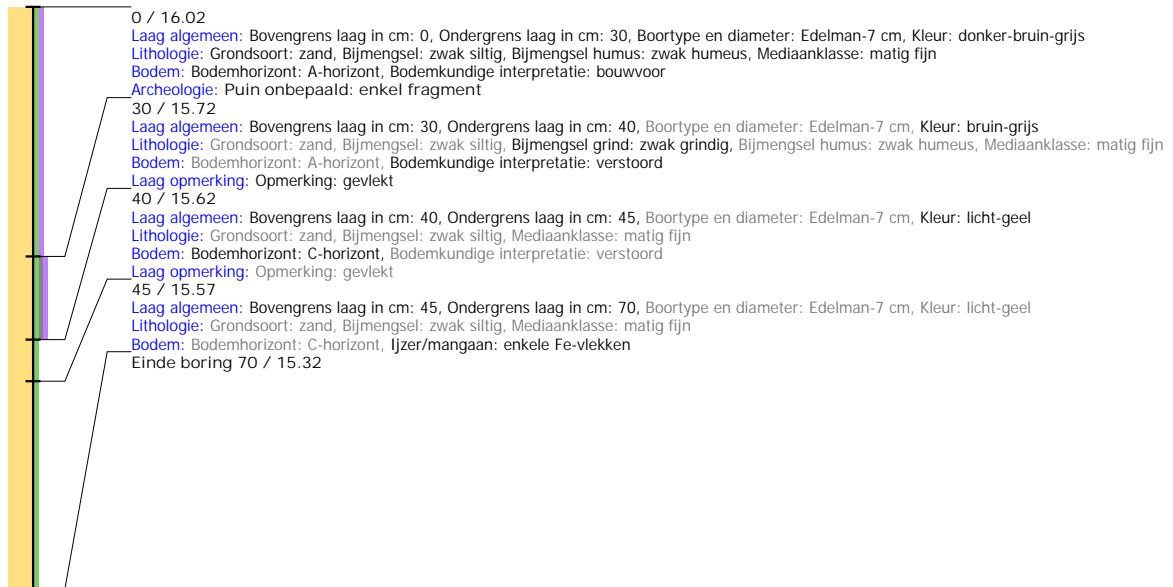 0 / 16.02
Laag algemeen: Bovengrens laag in cm: 0, Ondergrens laag in cm: 30, Boortype en diameter: Edelman-7 cm, Kleur: donker-bruin-grijs
Lithologie: Grondsoort: zand, Bijmengsel: zwak siltig, Bijmengsel humus: zwak humeus, Mediaanklasse: matig fijn
Bodem: Bodemhorizont: A-horizont, Bodemkundige interpretatie: bouwvoor
Archeologie: Puin onbepaald: enkel fragment
30 / 15.72
Laag algemeen: Bovengrens laag in cm: 30, Ondergrens laag in cm: 40, Boortype en diameter: Edelman-7 cm, Kleur: bruin-grijs
Lithologie: Grondsoort: zand, Bijmengsel: zwak siltig, Bijmengsel grind: zwak grindig, Bijmengsel humus: zwak humeus, Mediaanklasse: matig fijn
Bodem: Bodemhorizont: A-horizont, Bodemkundige interpretatie: verstoord
Laag opmerking: Opmerking: gevlekt
40 / 15.62
Laag algemeen: Bovengrens laag in cm: 40, Ondergrens laag in cm: 45, Boortype en diameter: Edelman-7 cm, Kleur: licht-geel
Lithologie: Grondsoort: zand, Bijmengsel: zwak siltig, Mediaanklasse: matig fijn
Bodem: Bodemhorizont: C-horizont, Bodemkundige interpretatie: verstoord
Laag opmerking: Opmerking: gevlekt
45 / 15.57
Laag algemeen: Bovengrens laag in cm: 45, Ondergrens laag in cm: 70, Boortype en diameter: Edelman-7 cm, Kleur: licht-geel
Lithologie: Grondsoort: zand, Bijmengsel: zwak siltig, Mediaanklasse: matig fijn
Bodem: Bodemhorizont: C-horizont, Ijzer/mangaan: enkele Fe-vlekken
Einde boring 70 / 15.32